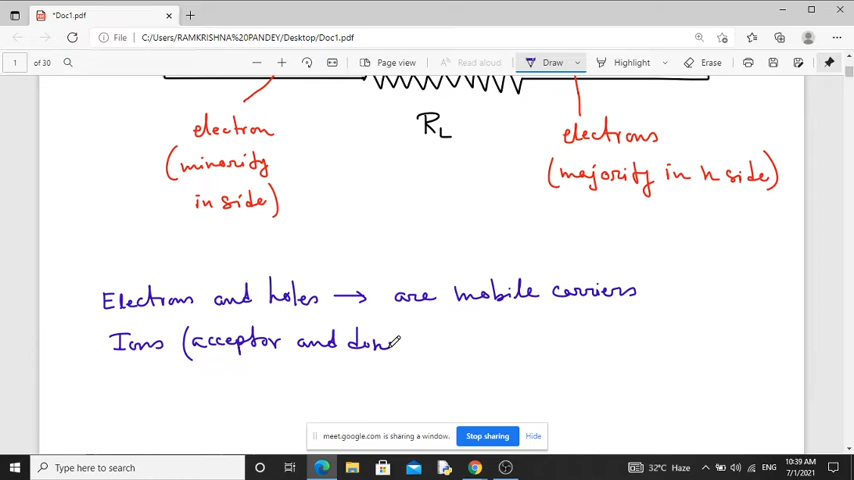 *Doc1.pdf
File C:/Users/RAMKRISHNA%20PANDEY/Desktop/Doc1.pdf
1 of 30 Page view Read aloud Draw Highlight Erase
electron
(minority
in side)
RL
electrons
(majority in n side)
Electrons and holes → are mobile carriers
Ions (acceptor and don
meet.google.com is sharing a window. Stop sharing Hide
Type here to search
32°C Haze ENG 10:39 AM
7/1/2021